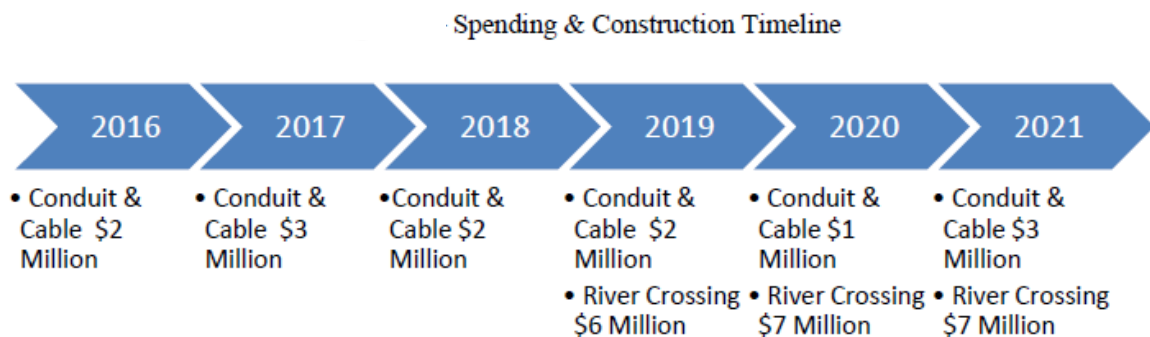 Spending & Construction Timeline
2016 2017 2018 2019 2020 2021
• Conduit &
Cable $2
Million
• Conduit &
Cable $3
Million
•Conduit &
Cable $2
Million
• Conduit &
Cable $2
Million
• River Crossing
$6 Million
• Conduit &
Cable $1
Million
• River Crossing
$7 Million
• Conduit &
Cable $3
Million
• River Crossing
$7 Million